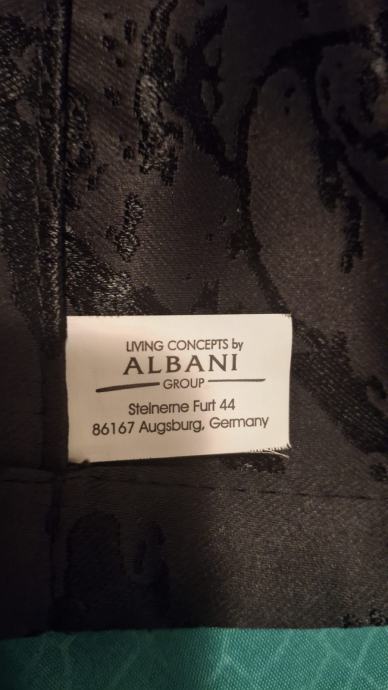 LIVING CONCEPTS by
ALBANI
GROUP
Steinerne Furt 44
86167 Augsburg, Germany